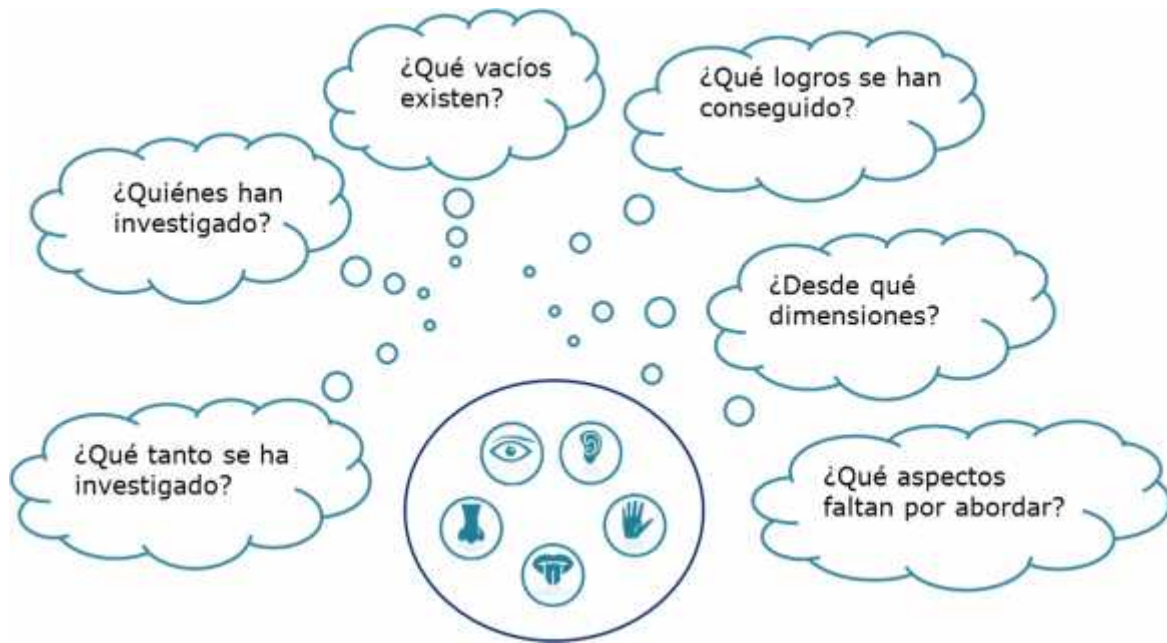 ¿Qué vacíos
existen?
¿Qué logros se han
conseguido?
¿Quiénes han
investigado?
¿Desde qué
dimensiones?
¿Qué tanto se ha
investigado?
¿Qué aspectos
faltan por abordar?